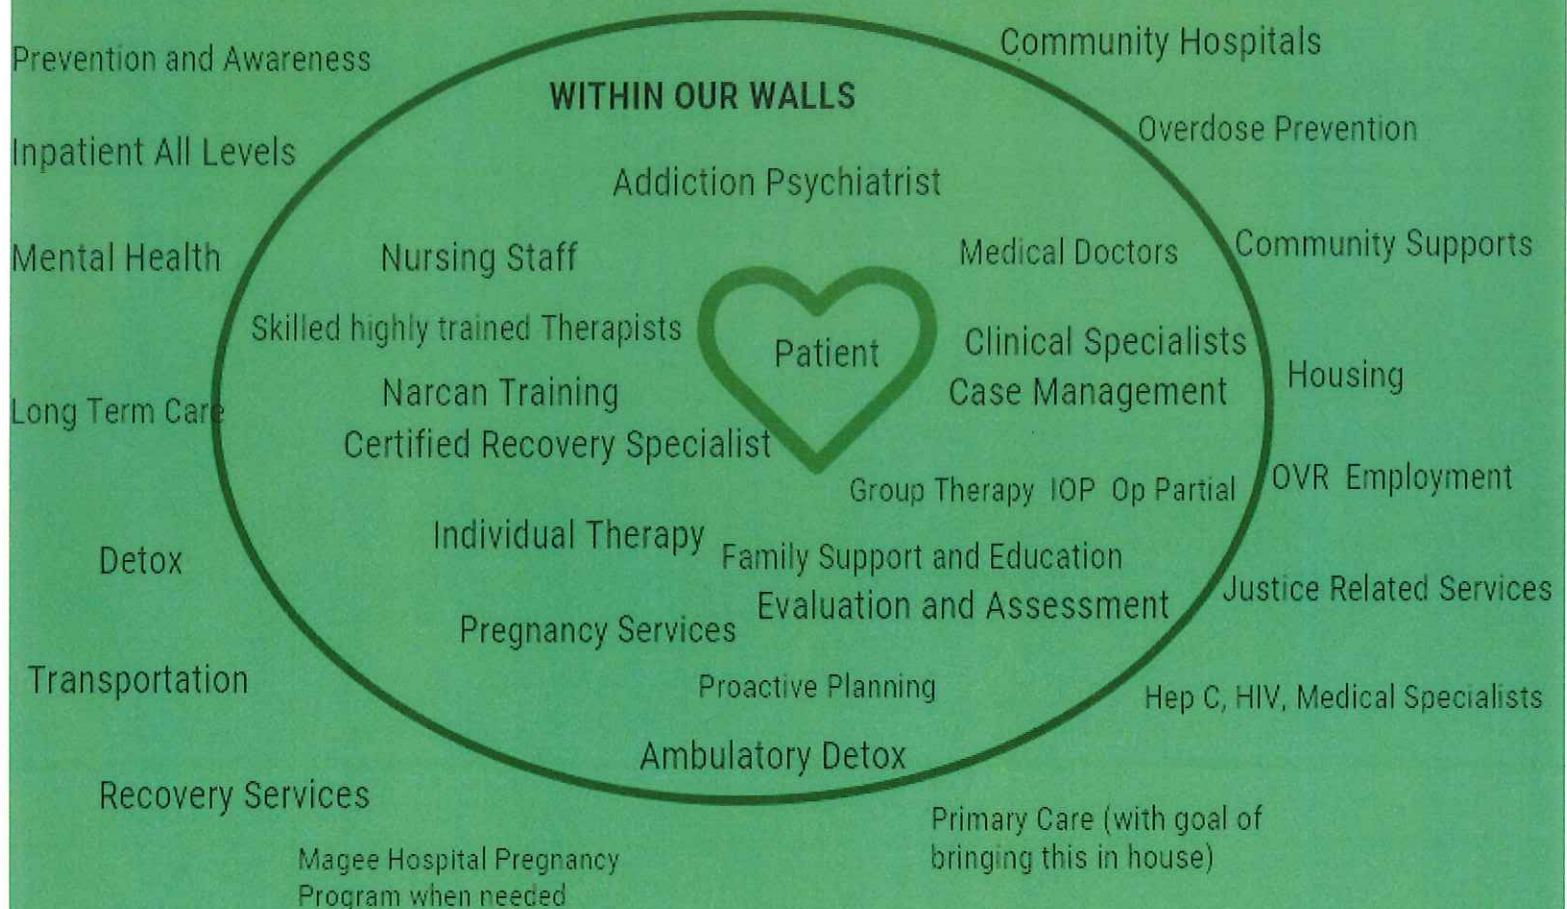 Prevention and Awareness
Community Hospitals
WITHIN OUR WALLS
Overdose Prevention
Inpatient All Levels
Addiction Psychiatrist
Mental Health
Nursing Staff
Medical Doctors
Community Supports
Skilled highly trained Therapists
Patient
Clinical Specialists
Housing
Narcan Training
Case Management
Long Term Care
Certified Recovery Specialist
Group Therapy IOP Op Partial
OVR Employment
Individual Therapy
Family Support and Education
Detox
Justice Related Services
Evaluation and Assessment
Pregnancy Services
Transportation
Proactive Planning
Hep C, HIV, Medical Specialists
Ambulatory Detox
Recovery Services
Primary Care (with goal of
bringing this in house)
Magee Hospital Pregnancy
Program when needed